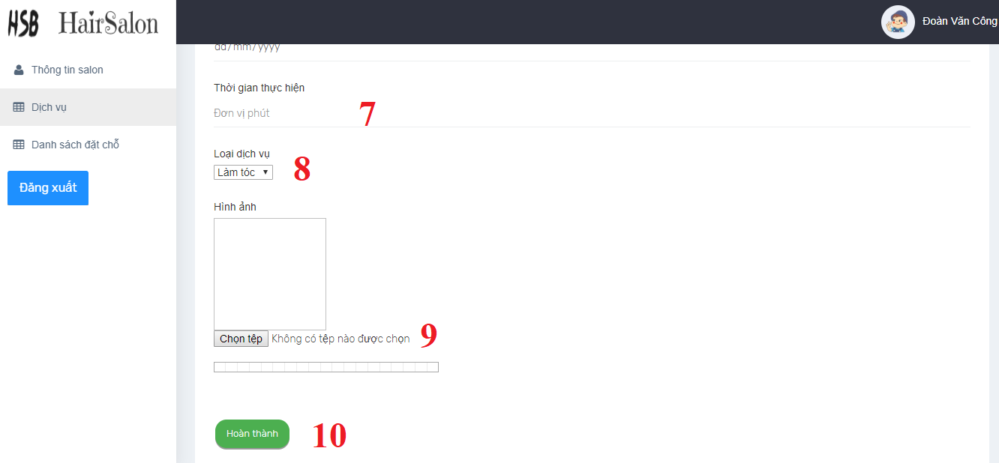 HSB HairSalon
Đoàn Văn Công
Thông tin salon
Dịch vụ
Danh sách đặt chỗ
Đăng xuất
dd/mm/yyyy
Thời gian thực hiện
Đơn vị phút 7
Loại dịch vụ
Làm tóc 8
Hình ảnh
Chọn tệp Không có tệp nào được chọn 9
Hoàn thành 10